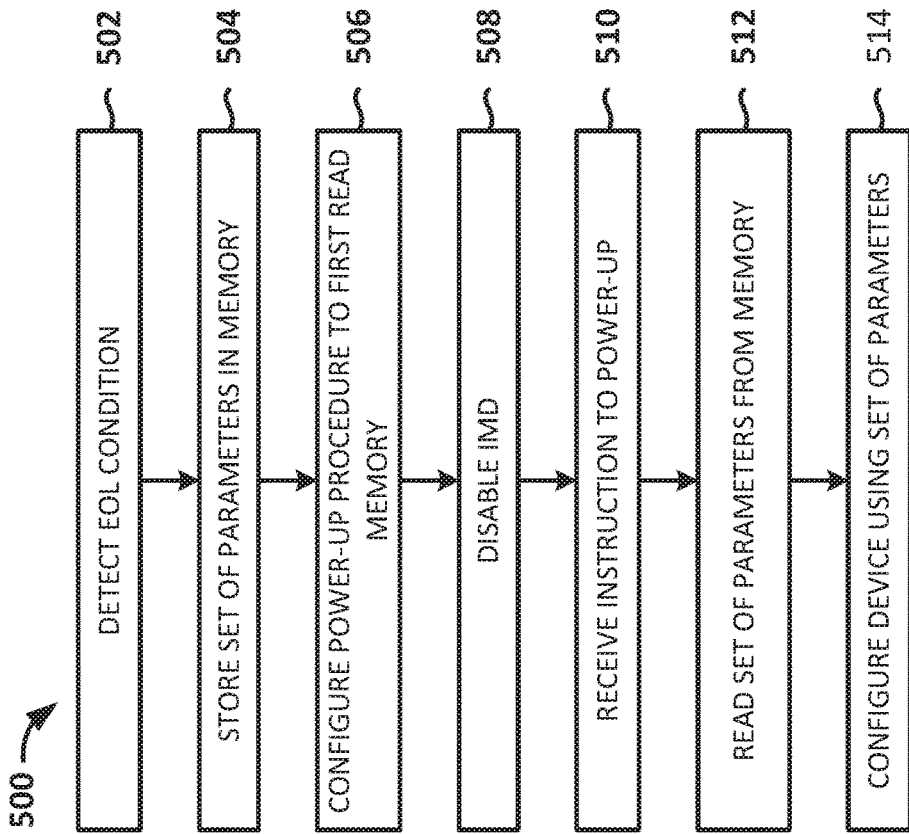 500
DETECT EOL CONDITION
502
STORE SET OF PARAMETERS IN MEMORY
504
CONFIGURE POWER-UP PROCEDURE TO FIRST READ
MEMORY
506
DISABLE IMD
508
RECEIVE INSTRUCTION TO POWER-UP
510
READ SET OF PARAMETERS FROM MEMORY
512
CONFIGURE DEVICE USING SET OF PARAMETERS
514